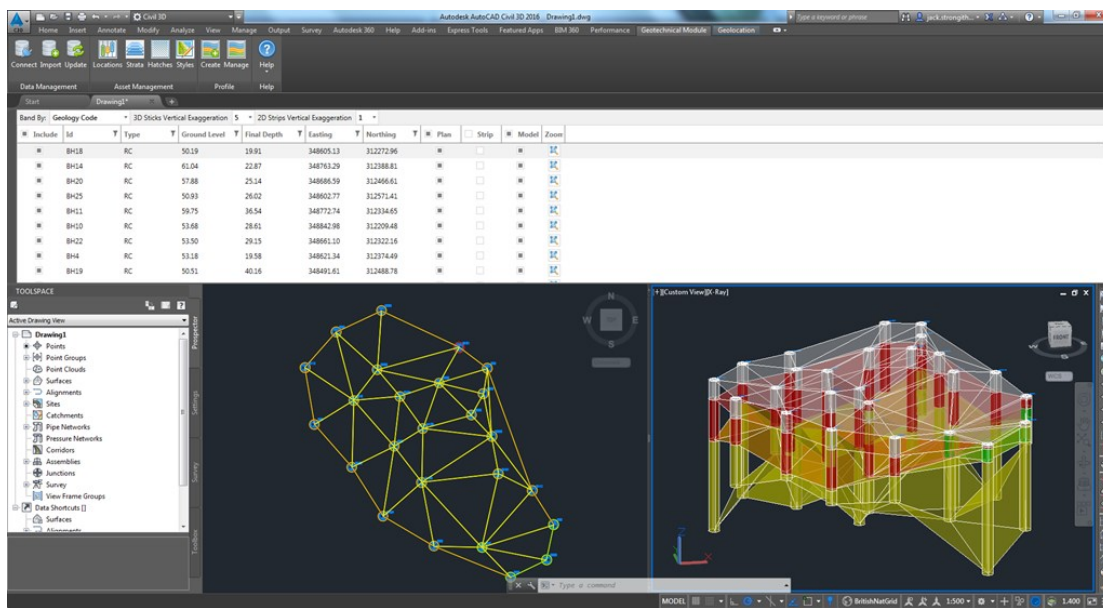 Civil 3D
Autodesk AutoCAD Civil 3D 2016 Drawing1.dwg
Type a keyword or phrase
jack.strongith...
Home Insert Annotate Modify Analyze View Manage Output Survey Autodesk 360 Help Add-ins Express Tools Featured Apps BIM 360 Performance Geotechnical Module Geolocation
Connect Import Update Locations Strata Hatches Styles Create Manage Help
Data Management Asset Management Profile Help
Start Drawing1*
Band By: Geology Code 3D Sticks Vertical Exaggeration 5 2D Strips Vertical Exaggeration 1
Include Id Type Ground Level Final Depth Easting Northing Plan Strip Model Zoom
BH18 RC 50.19 19.91 348605.13 312272.96
BH14 RC 61.04 22.87 348763.29 312388.81
BH20 RC 57.88 25.14 348686.59 312466.61
BH25 RC 50.93 26.02 348602.77 312571.41
BH11 RC 59.75 36.54 348772.74 312334.65
BH10 RC 53.68 28.61 348842.98 312209.48
BH22 RC 53.50 29.15 348661.10 312322.16
BH4 RC 53.18 19.58 348621.34 312374.49
BH19 RC 50.51 40.16 348491.61 312488.78
TOOLSPACE
Active Drawing View
Drawing1
Points
Point Groups
Point Clouds
Surfaces
Alignments
Sites
Catchments
Pipe Networks
Pressure Networks
Corridors
Assemblies
Junctions
Survey
View Frame Groups
Data Shortcuts []
Surfaces
Alignments
Prospector
Settings
Survey
Toolbox
N
W
S
[+][Custom View][X-Ray]
FRONT
WCS
Type a command
MODEL
BritishNatGrid
1:500
1.400